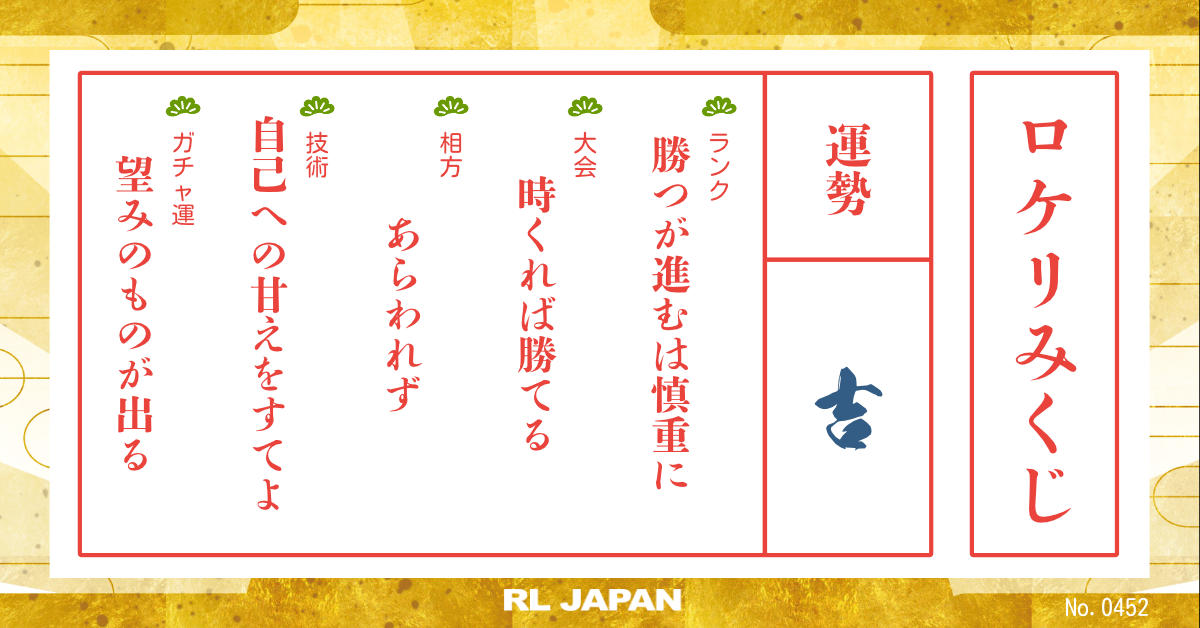 ロケリみくじ
運勢
吉
ランク
勝つが進むは慎重に
大会
時くれば勝てる
相方
あらわれず
技術
自己への甘えをすてよ
ガチャ運
望みのものが出る
RL JAPAN
No. 0452